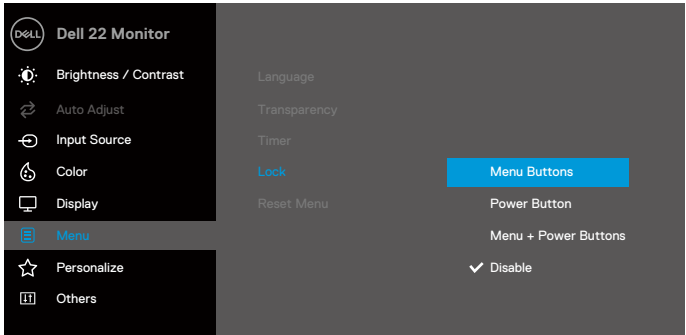 DELL
Dell 22 Monitor
Brightness / Contrast
Auto Adjust
Input Source
Color
Display
Menu
Personalize
Others
Language
Transparency
Timer
Lock
Reset Menu
Menu Buttons
Power Button
Menu + Power Buttons
Disable